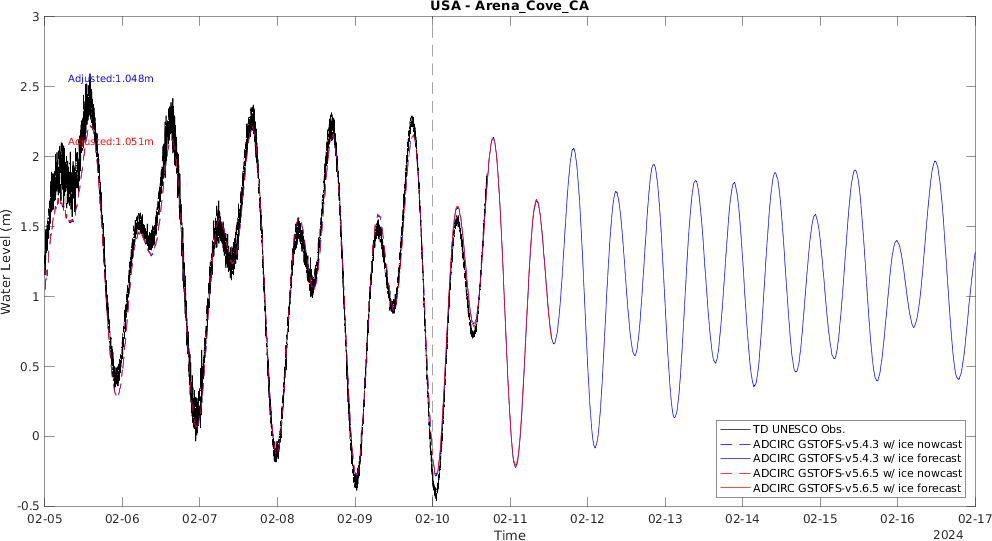 USA - Arena_Cove_CA
3
2.5
2
1.5
1
0.5
0
-0.5
Water Level (m)
Adjusted:1.048m
Adjusted:1.051m
TD UNESCO Obs.
ADCIRC GSTOFS-v5.4.3 w/ ice nowcast
ADCIRC GSTOFS-v5.4.3 w/ ice forecast
ADCIRC GSTOFS-v5.6.5 w/ ice nowcast
ADCIRC GSTOFS-v5.6.5 w/ ice forecast
02-05 02-06 02-07 02-08 02-09 02-10 02-11 02-12 02-13 02-14 02-15 02-16 02-17
Time
2024